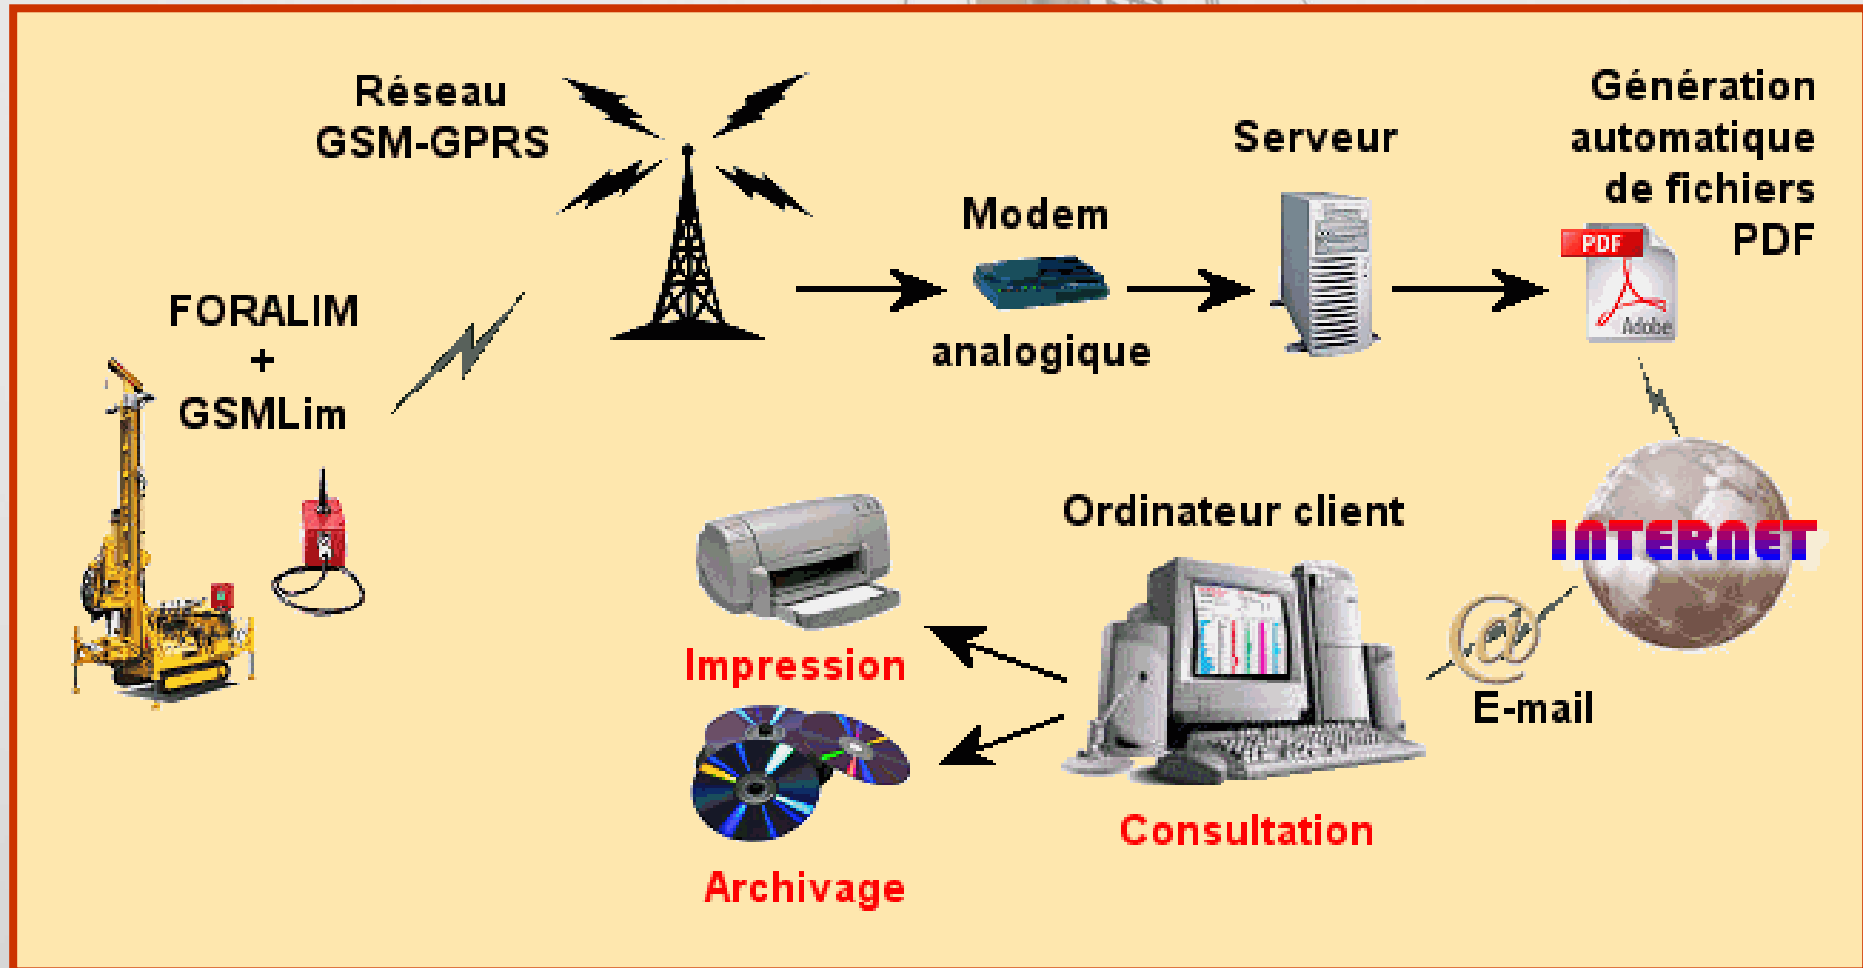 Réseau
GSM-GPRS
FORALIM
+
GSMLim
Modem
analogique
Serveur
Génération
automatique
de fichiers
PDF
PDF
Adobe
INTERNET
@
E-mail
Ordinateur client
Consultation
Impression
Archivage